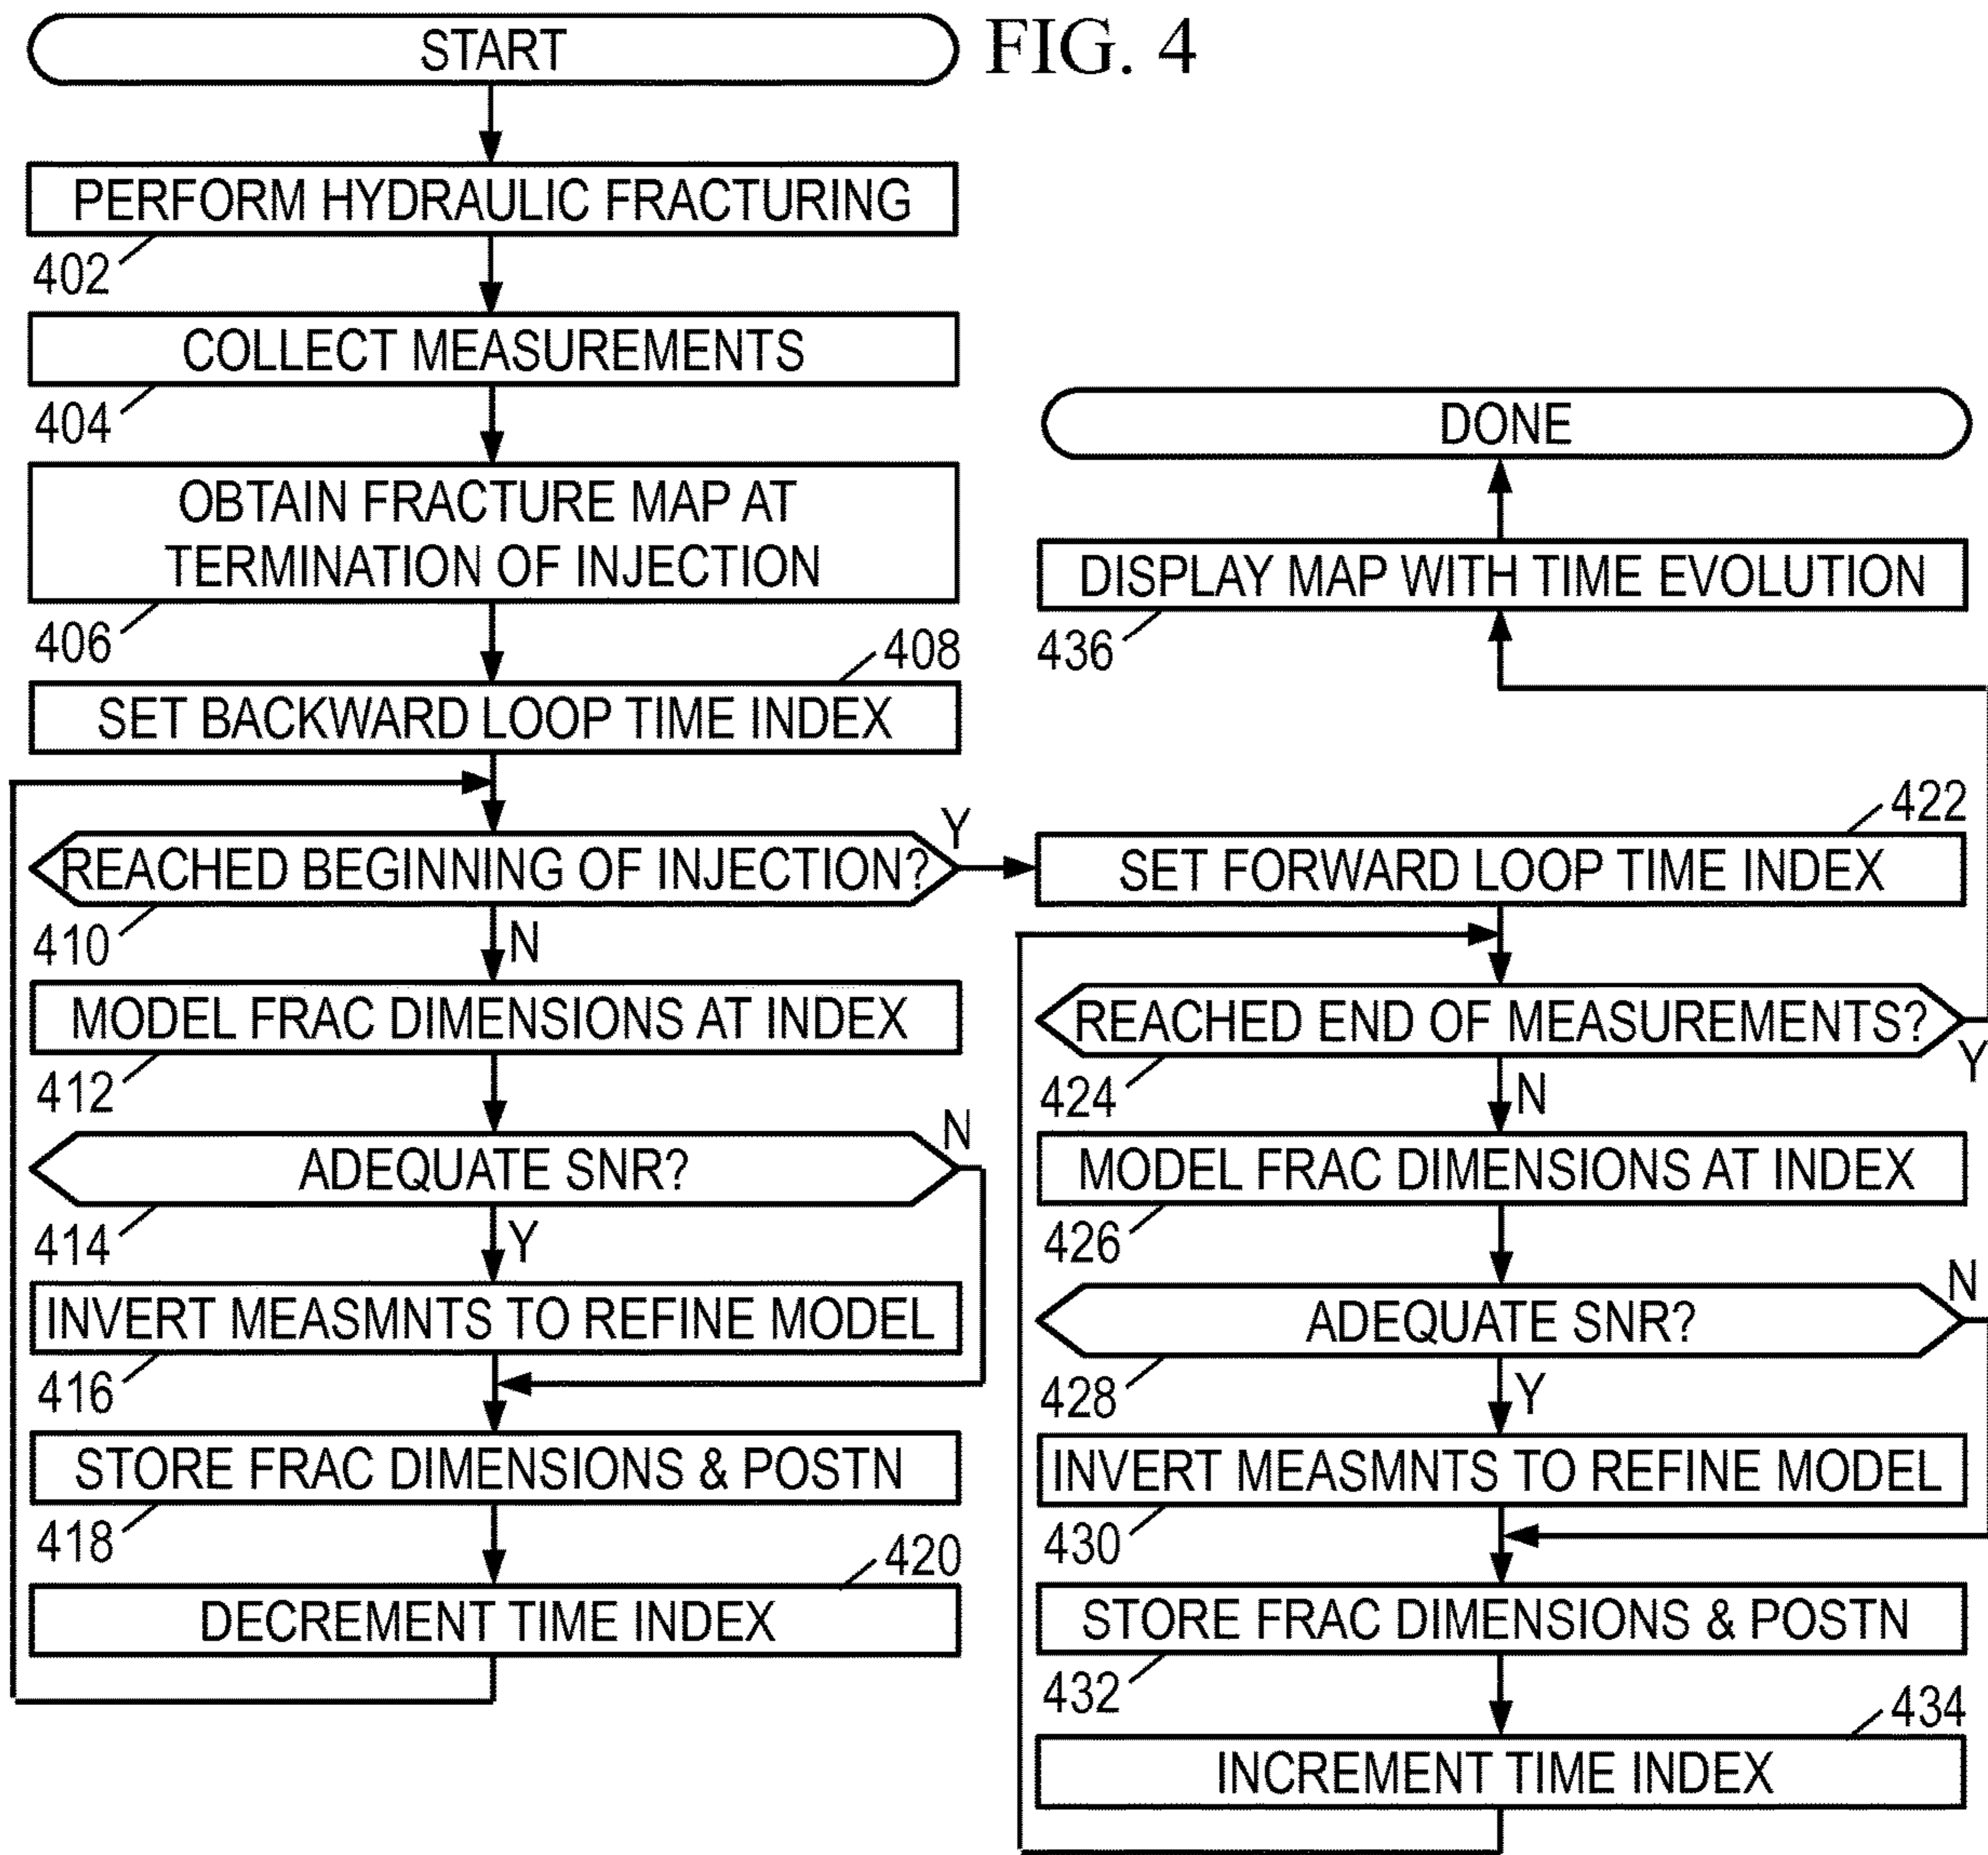 FIG. 4
START
PERFORM HYDRAULIC FRACTURING
402
COLLECT MEASUREMENTS
404
OBTAIN FRACTURE MAP AT
TERMINATION OF INJECTION
406
408
SET BACKWARD LOOP TIME INDEX
REACHED BEGINNING OF INJECTION?
Y
410
N
MODEL FRAC DIMENSIONS AT INDEX
412
ADEQUATE SNR?
N
414
Y
INVERT MEASMNTS TO REFINE MODEL
416
STORE FRAC DIMENSIONS & POSTN
418
420
DECREMENT TIME INDEX
422
SET FORWARD LOOP TIME INDEX
REACHED END OF MEASUREMENTS?
Y
424
N
MODEL FRAC DIMENSIONS AT INDEX
426
ADEQUATE SNR?
N
428
Y
INVERT MEASMNTS TO REFINE MODEL
430
STORE FRAC DIMENSIONS & POSTN
432
434
INCREMENT TIME INDEX
DISPLAY MAP WITH TIME EVOLUTION
436
DONE